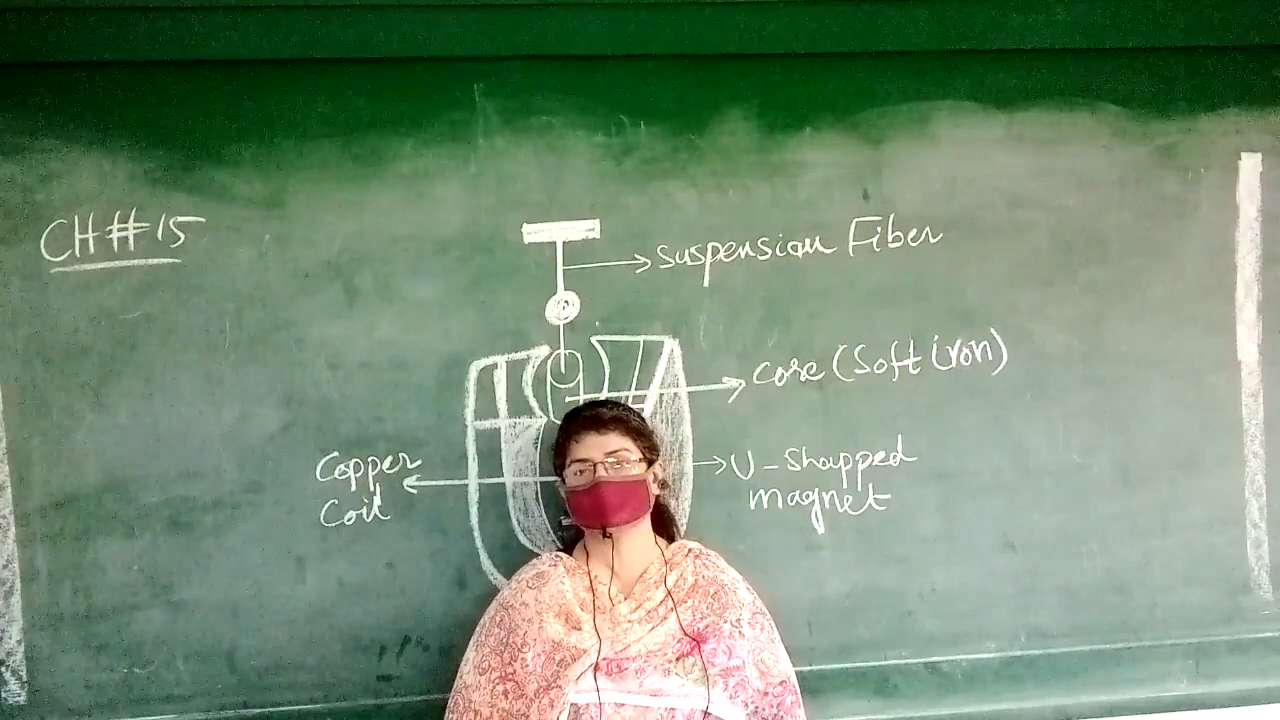 CH#15
Suspension Fiber
Core (Soft iron)
Copper
Coil
U-Shapped
magnet